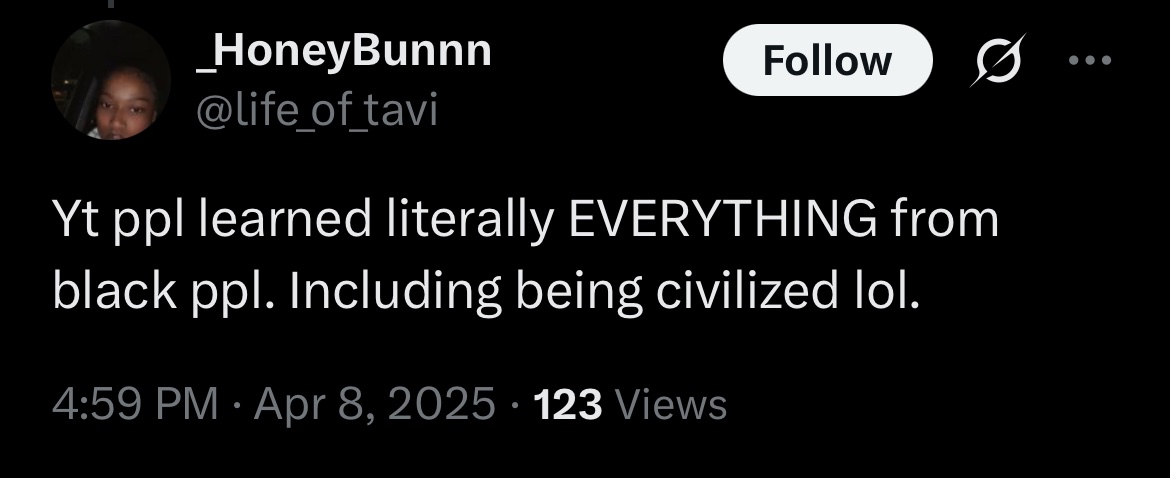 _HoneyBunnn
Follow
@life_of_tavi
Yt ppl learned literally EVERYTHING from
black ppl. Including being civilized lol.
4:59 PM · Apr 8, 2025 · 123 Views